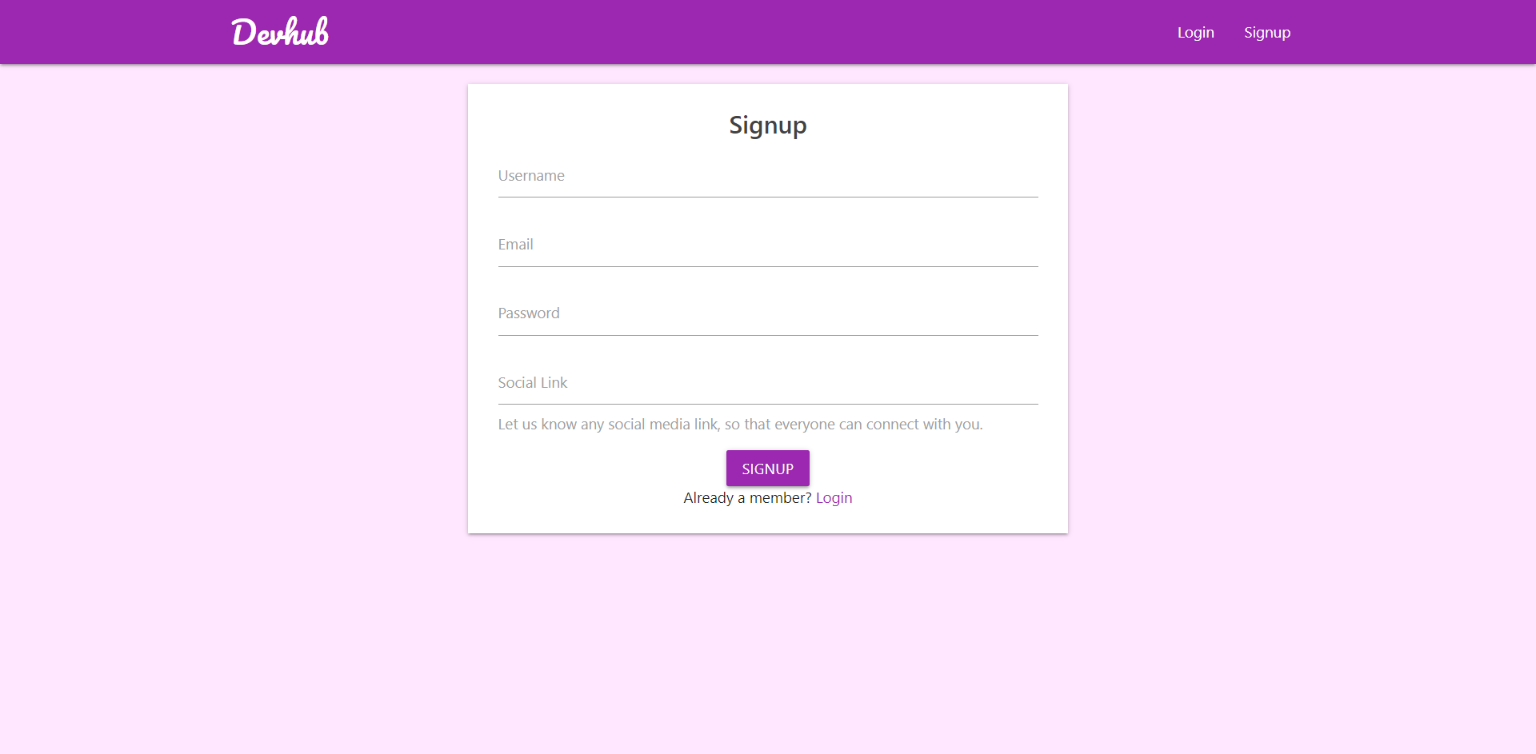 Devhub
Login Signup
Signup
Username
Email
Password
Social Link
Let us know any social media link, so that everyone can connect with you.
SIGNUP
Already a member? Login